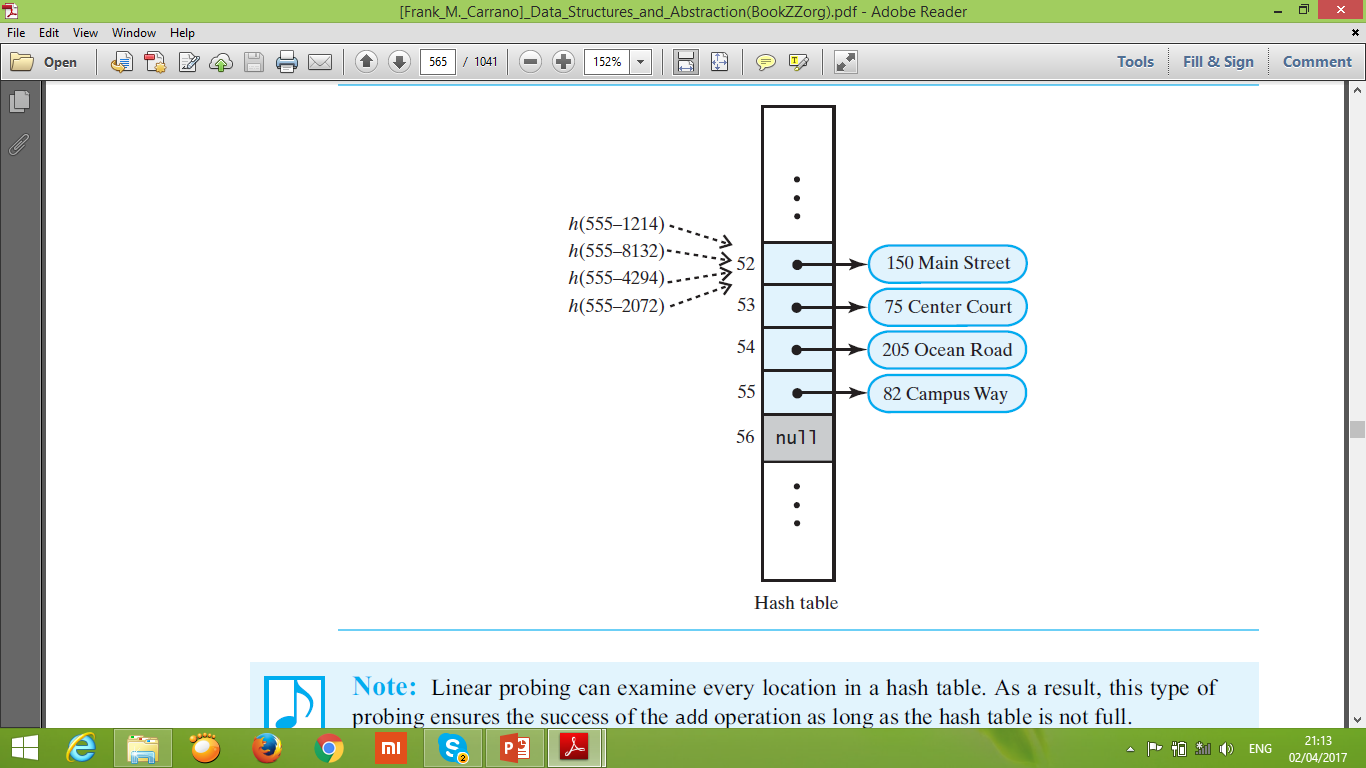 [Frank_M._Carrano]_Data_Structures_and_Abstraction(BookZZorg).pdf - Adobe Reader
File Edit View Window Help
Open 565 / 1041 152% Tools Fill & Sign Comment
h(555–1214)
h(555–8132)
h(555–4294)
h(555–2072)
52 150 Main Street
53 75 Center Court
54 205 Ocean Road
55 82 Campus Way
56 null
Hash table
Note: Linear probing can examine every location in a hash table. As a result, this type of
probing ensures the success of the add operation as long as the hash table is not full.
mi 2 P ENG 21:13
02/04/2017